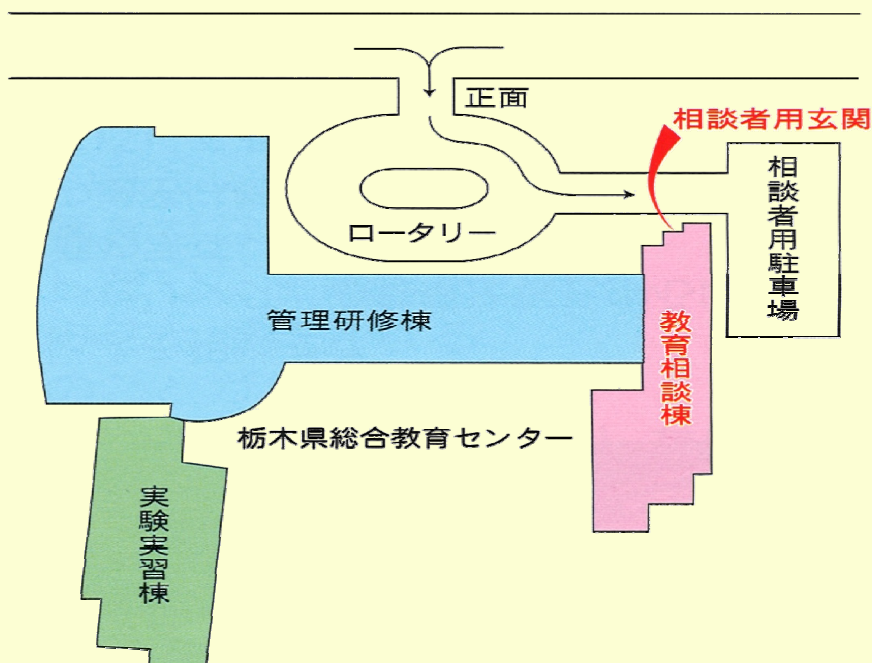 正面
相談者用玄関
相談者用駐車場
ロータリー
管理研修棟
教育相談棟
栃木県総合教育センター
実験実習棟